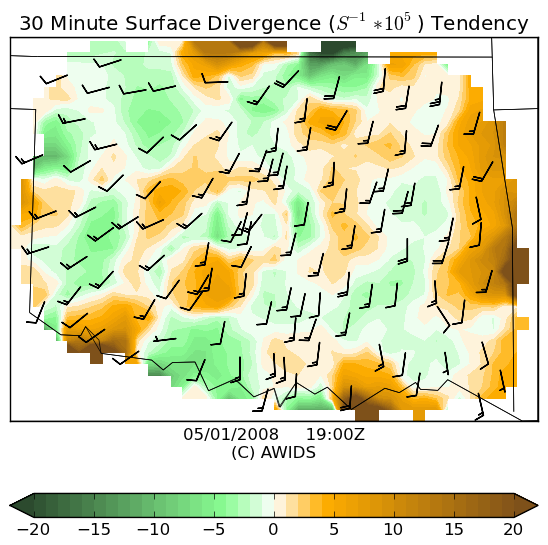 30 Minute Surface Divergence (S⁻¹ *10⁵ ) Tendency
05/01/2008 19:00Z
(C) AWIDS
−20 −15 −10 −5 0 5 10 15 20